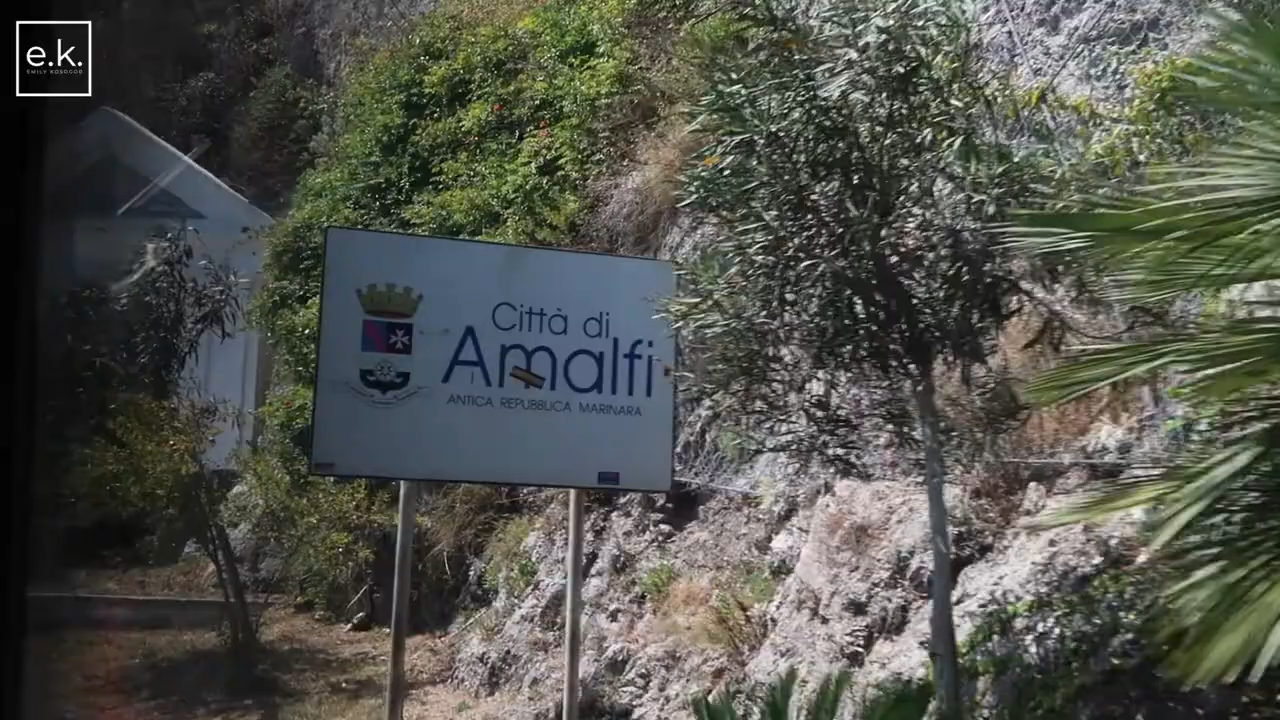 e.k.
EMILY KOSOGOR
Città di
Amalfi
ANTICA REPUBBLICA MARINARA